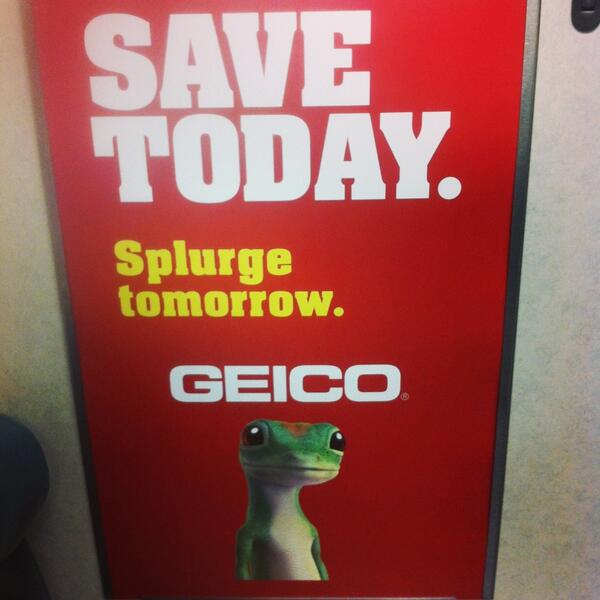 SAVE
TODAY.
Splurge
tomorrow.
GEICO®